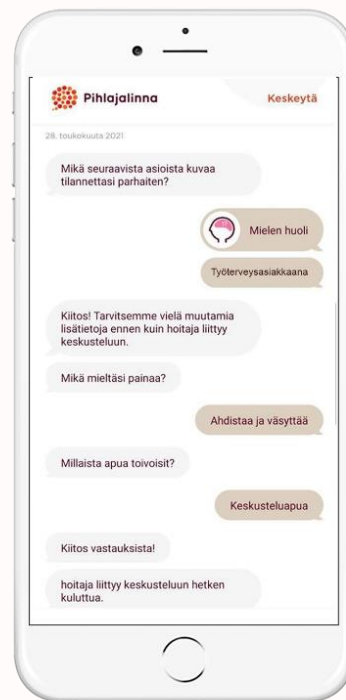 Pihlajalinna
Keskeytä
28. toukokuuta 2021
Mikä seuraavista asioista kuvaa
tilannettasi parhaiten?
Mielen huoli
Työterveysasiakkaana
Kiitos! Tarvitsemme vielä muutamia
lisätietoja ennen kuin hoitaja liittyy
keskusteluun.
Mikä mieltäsi painaa?
Ahdistaa ja väsyttää
Millaista apua toivoisit?
Keskusteluapua
Kiitos vastauksista!
hoitaja liittyy keskusteluun hetken
kuluttua.